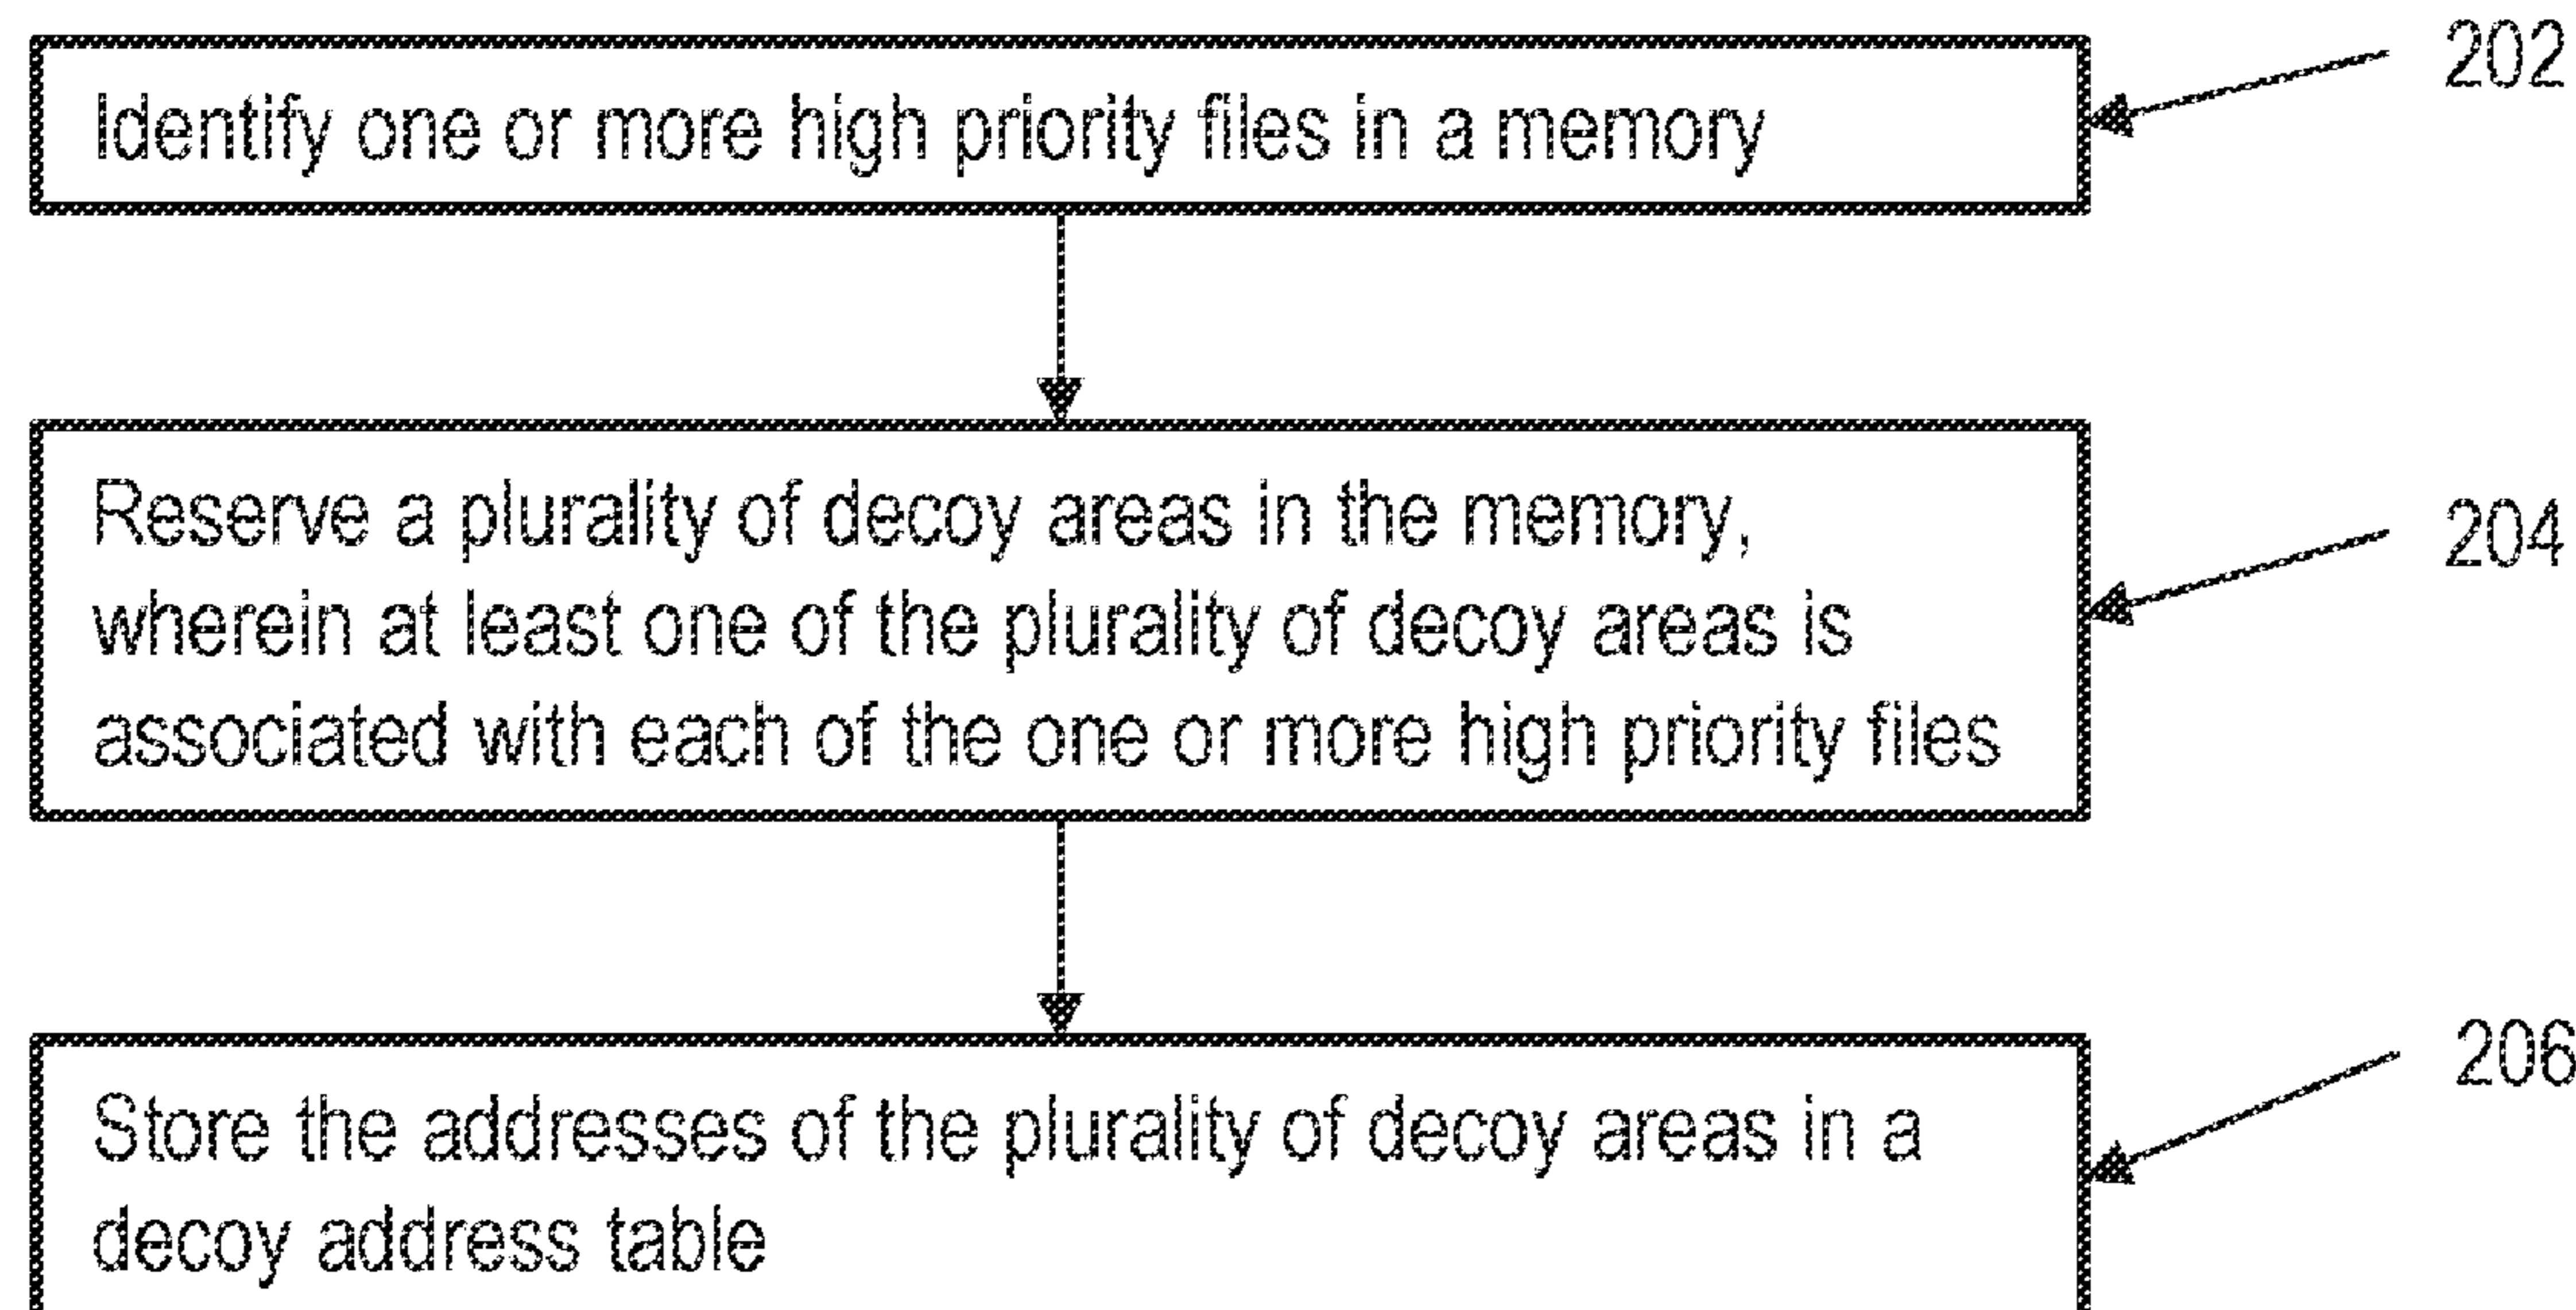 Identify one or more high priority files in a memory
202
Reserve a plurality of decoy areas in the memory,
wherein at least one of the plurality of decoy areas is
associated with each of the one or more high priority files
204
Store the addresses of the plurality of decoy areas in a
decoy address table
206